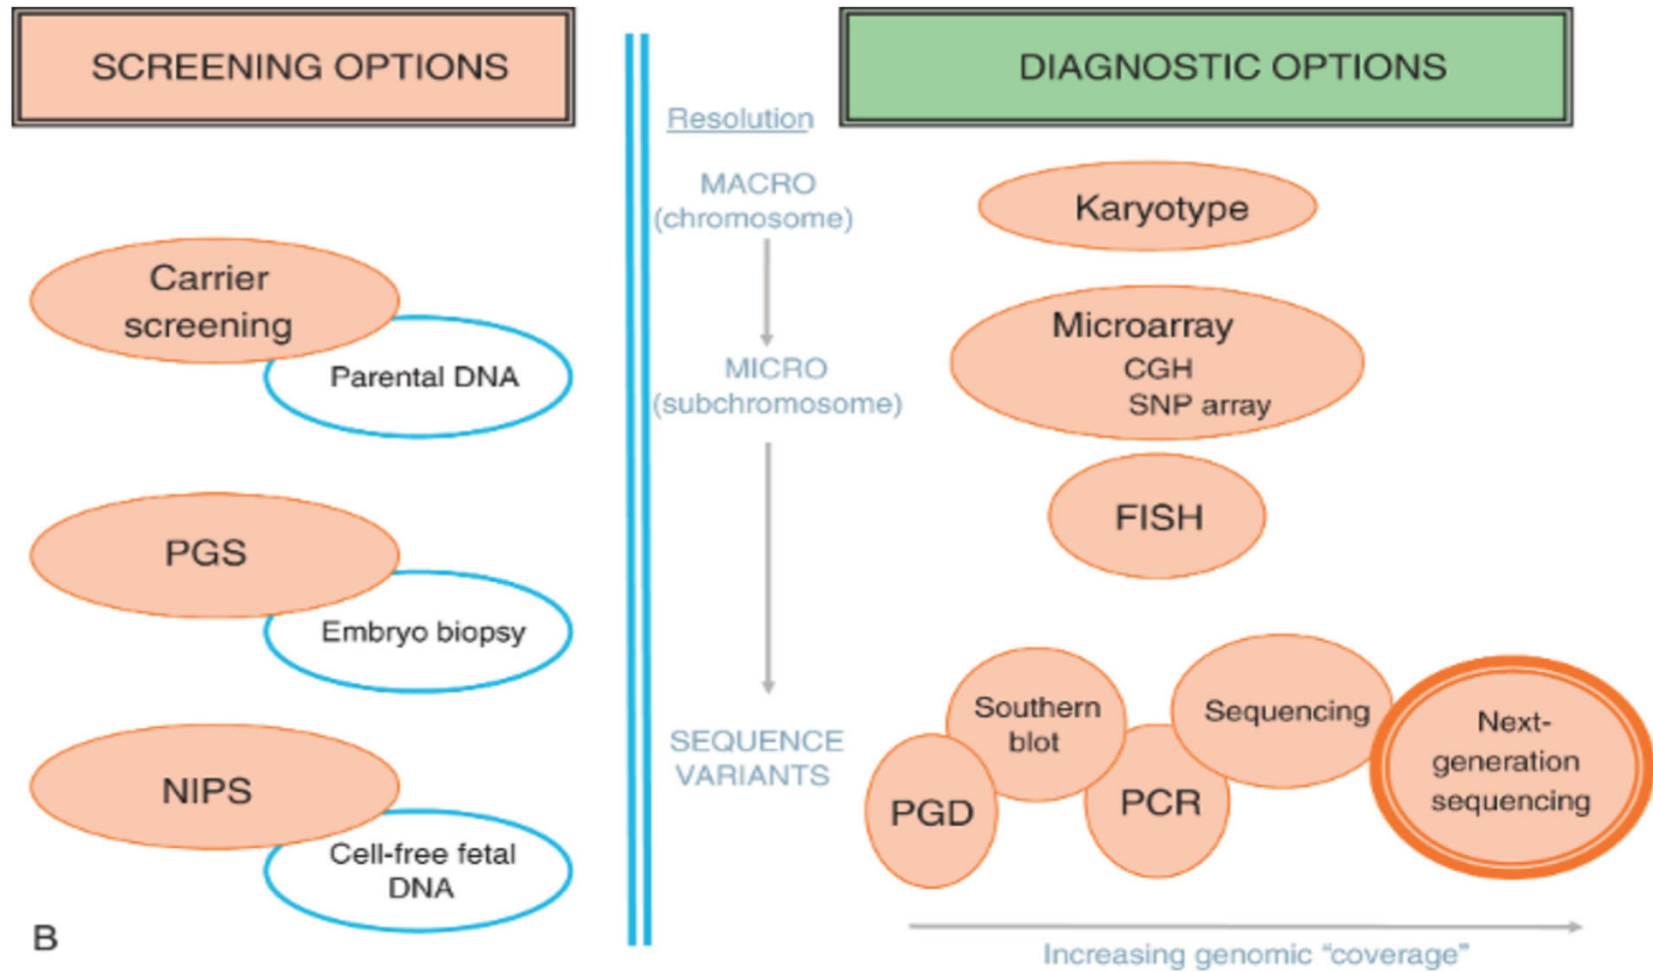 SCREENING OPTIONS
Carrier
screening
Parental DNA
PGS
Embryo biopsy
NIPS
Cell-free fetal
DNA
B
Resolution
MACRO
(chromosome)
MICRO
(subchromosome)
SEQUENCE
VARIANTS
DIAGNOSTIC OPTIONS
Karyotype
Microarray
CGH
SNP array
FISH
PGD
Southern
blot
PCR
Sequencing
Next-
generation
sequencing
Increasing genomic “coverage”